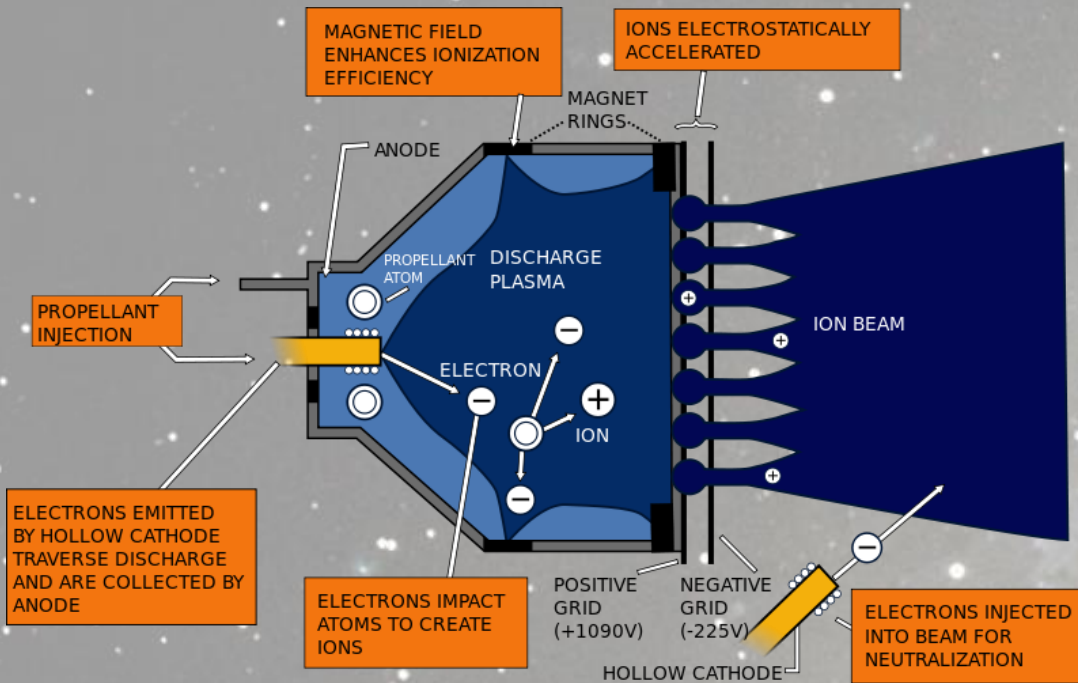 MAGNETIC FIELD
ENHANCES IONIZATION
EFFICIENCY
IONS ELECTROSTATICALLY
ACCELERATED
MAGNET
RINGS
ANODE
PROPELLANT
ATOM
DISCHARGE
PLASMA
PROPELLANT
INJECTION
ION BEAM
ELECTRON
ION
ELECTRONS EMITTED
BY HOLLOW CATHODE
TRAVERSE DISCHARGE
AND ARE COLLECTED BY
ANODE
ELECTRONS IMPACT
ATOMS TO CREATE
IONS
POSITIVE
GRID
(+1090V)
NEGATIVE
GRID
(-225V)
HOLLOW CATHODE
ELECTRONS INJECTED
INTO BEAM FOR
NEUTRALIZATION